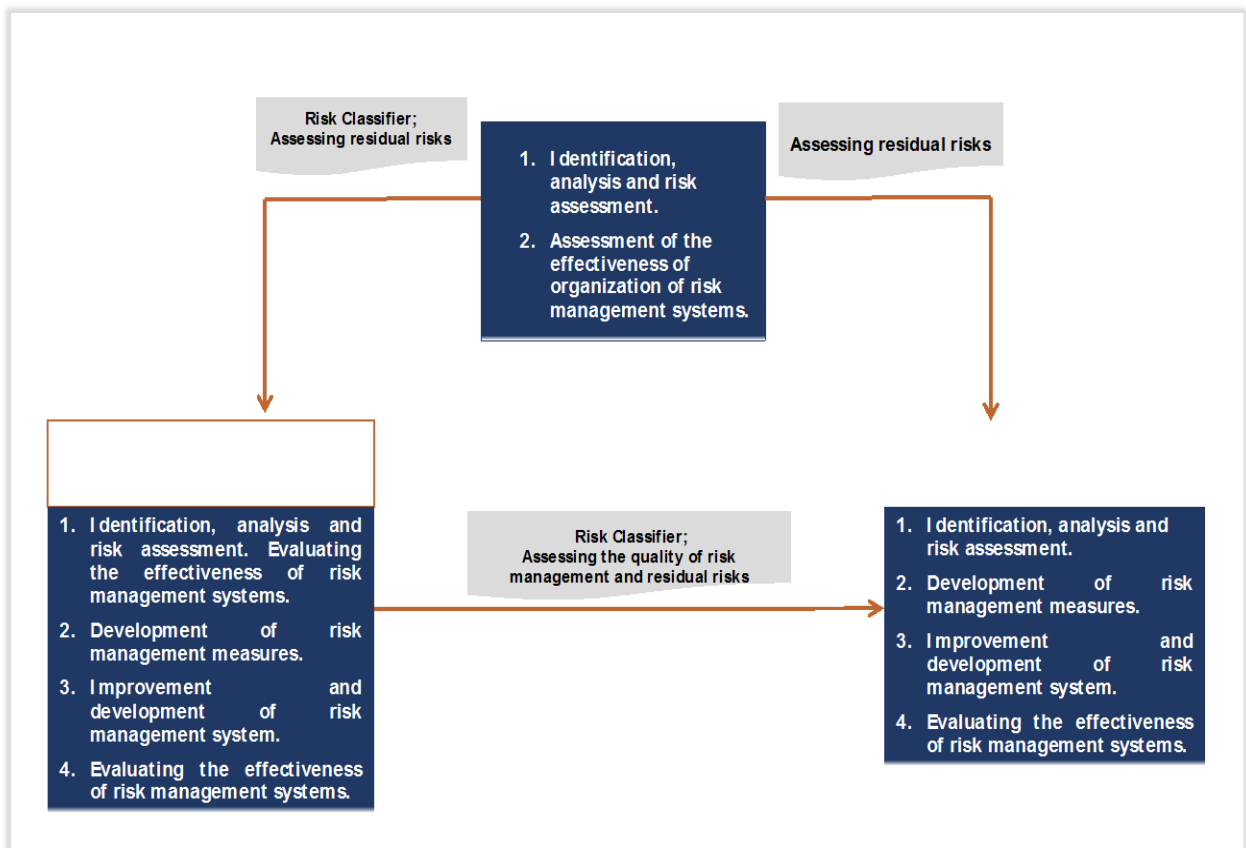 Risk Classifier;
Assessing residual risks
Assessing residual risks
1. Identification,
analysis and risk
assessment.
2. Assessment of the
effectiveness of
organization of risk
management systems.
1. Identification, analysis and
risk assessment. Evaluating
the effectiveness of risk
management systems.
2. Development of risk
management measures.
3. Improvement and
development of risk
management system.
4. Evaluating the effectiveness
of risk management systems.
Risk Classifier;
Assessing the quality of risk
management and residual risks
1. Identification, analysis and
risk assessment.
2. Development of risk
management measures.
3. Improvement and
development of risk
management system.
4. Evaluating the effectiveness
of risk management systems.